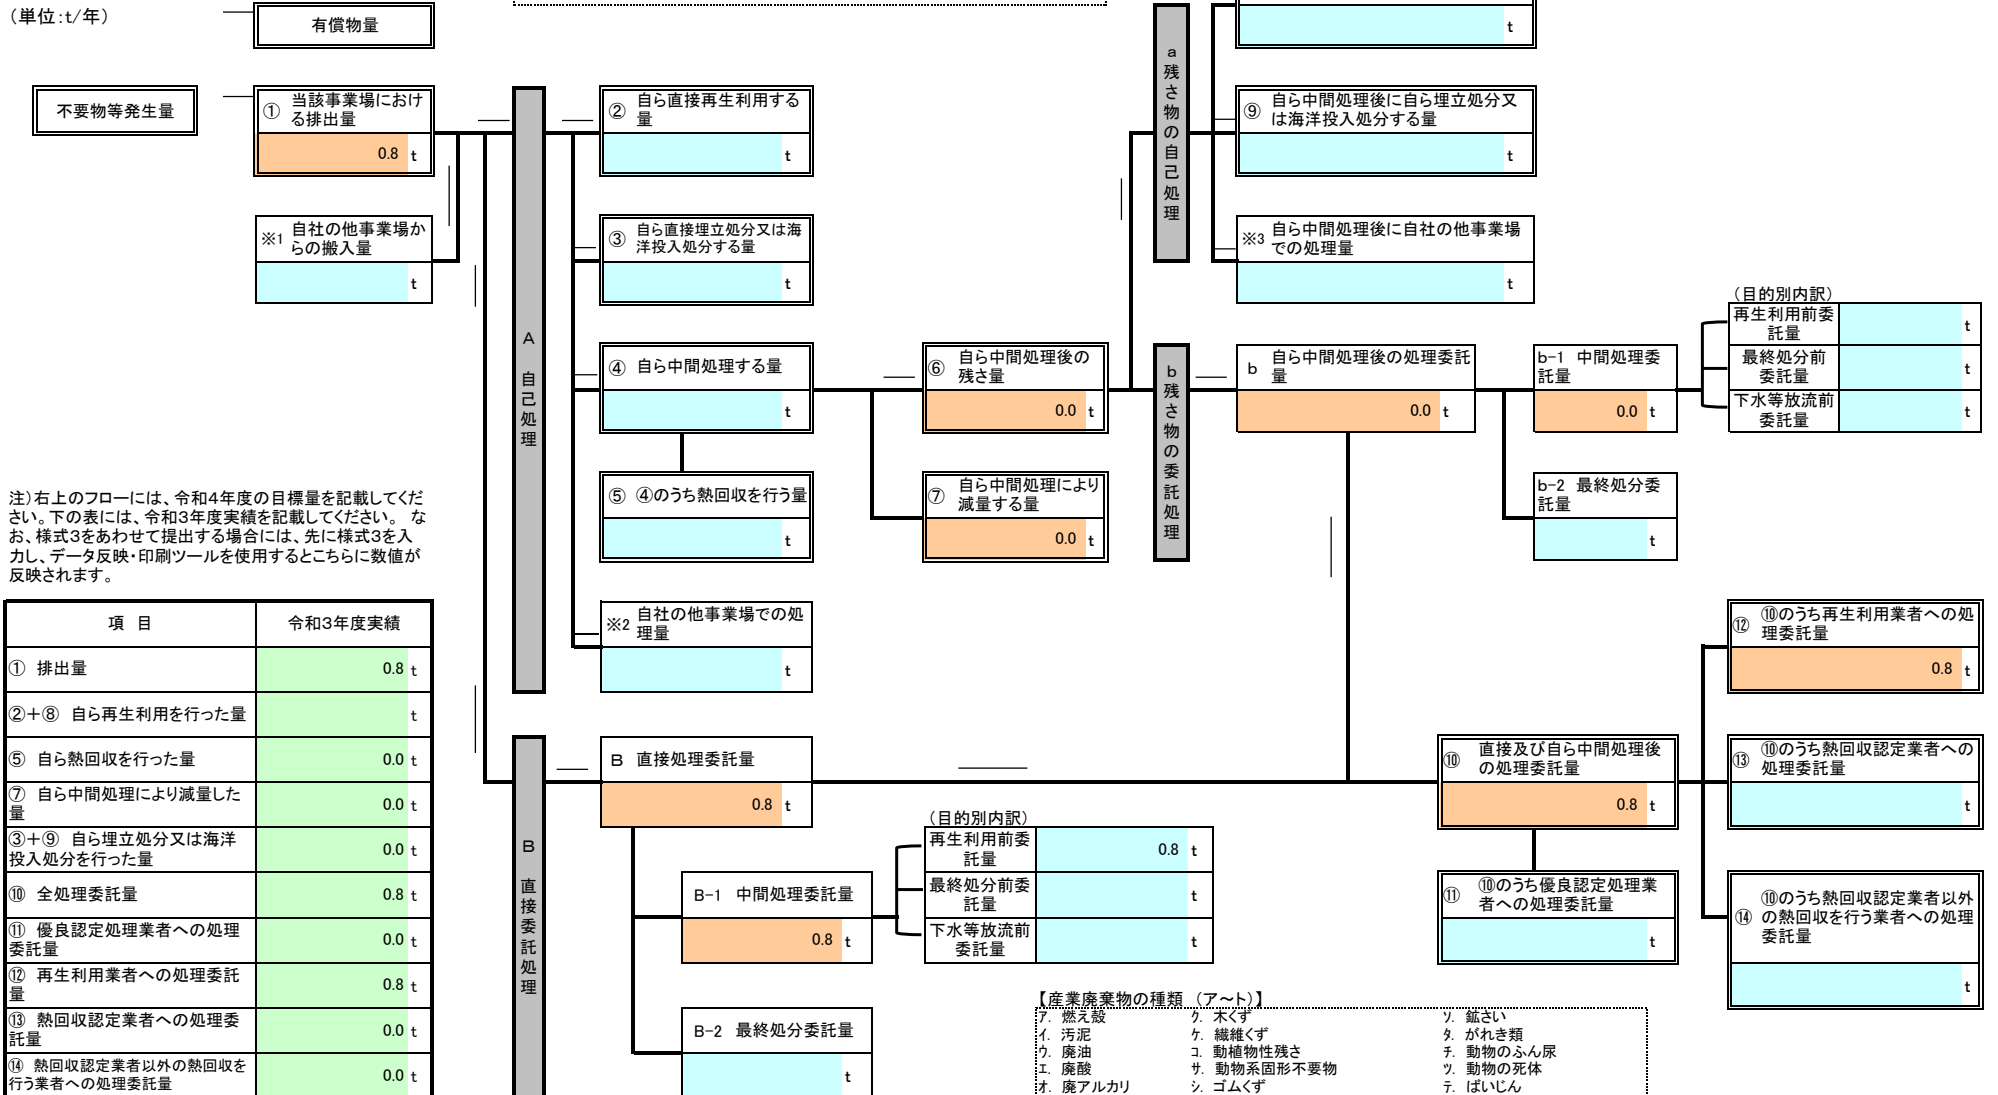 （単位:t/年）
有償物量
t
不要物等発生量
① 当該事業場におけ
る排出量
0.8 t
※1 自社の他事業場か
らの搬入量
t
A 自己処理
② 自ら直接再生利用する
量
t
③ 自ら直接埋立処分又は海
洋投入処分する量
t
④ 自ら中間処理する量
t
⑤ ④のうち熱回収を行う量
t
※2 自社の他事業場での処
理量
t
⑥ 自ら中間処理後の
残さ量
0.0 t
⑦ 自ら中間処理により
減量する量
0.0 t
a 残さ物の自己処理
⑨ 自ら中間処理後に自ら埋立処分又
は海洋投入処分する量
t
※3 自ら中間処理後に自社の他事業場
での処理量
t
b 残さ物の委託処理
b 自ら中間処理後の処理委託
量
0.0 t
b-1 中間処理委
託量
0.0 t
b-2 最終処分委
託量
t
（目的別内訳）
再生利用前委
託量
t
最終処分前
委託量
t
下水等放流前
委託量
t
注）右上のフローには、令和4年度の目標量を記載してくだ
さい。下の表には、令和3年度実績を記載してください。 な
お、様式3をあわせて提出する場合には、先に様式3を入
力し、データ反映・印刷ツールを使用するとこちらに数値が
反映されます。
項 目 令和3年度実績
① 排出量 0.8 t
②＋⑧ 自ら再生利用を行った量 t
⑤ 自ら熱回収を行った量 0.0 t
⑦ 自ら中間処理により減量した
量 0.0 t
③＋⑨ 自ら埋立処分又は海洋
投入処分を行った量 0.0 t
⑩ 全処理委託量 0.8 t
⑪ 優良認定処理業者への処理
委託量 0.0 t
⑫ 再生利用業者への処理委託
量 0.8 t
⑬ 熱回収認定業者への処理委
託量 0.0 t
⑭ 熱回収認定業者以外の熱回収を
行う業者への処理委託量 0.0 t
B 直接委託処理
B 直接処理委託量
0.8 t
B-1 中間処理委託量
0.8 t
B-2 最終処分委託量
t
（目的別内訳）
再生利用前委
託量
0.8 t
最終処分前委
託量
t
下水等放流前
委託量
t
⑩ 直接及び自ら中間処理後
の処理委託量
0.8 t
⑪ ⑩のうち優良認定処理業
者への処理委託量
t
⑫ ⑩のうち再生利用業者への処
理委託量
0.8 t
⑬ ⑩のうち熱回収認定業者への
処理委託量
t
⑭ ⑩のうち熱回収認定業者以外
の熱回収を行う業者への処理
委託量
t
【産業廃棄物の種類 （ア～ト）】
ア. 燃え殻 ク. 木くず ソ. 鉱さい
イ. 汚泥 ケ. 繊維くず タ. がれき類
ウ. 廃油 コ. 動植物性残さ チ. 動物のふん尿
エ. 廃酸 サ. 動物系固形不要物 ツ. 動物の死体
オ. 廃アルカリ シ. ゴムくず テ. ばいじん